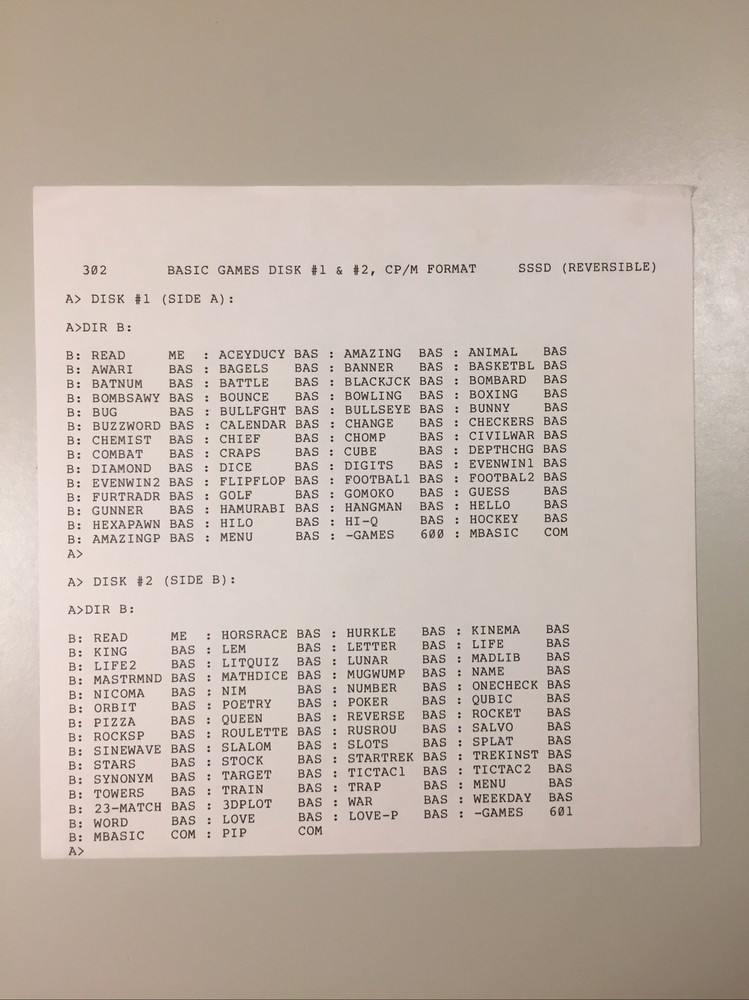 302 BASIC GAMES DISK #1 & #2, CP/M FORMAT SSSD (REVERSIBLE)
A> DISK #1 (SIDE A):
A>DIR B:
B: READ ME : ACEYDUCY BAS : AMAZING BAS : ANIMAL BAS
B: AWARI BAS : BAGELS BAS : BANNER BAS : BASKETBL BAS
B: BATNUM BAS : BATTLE BAS : BLACKJCK BAS : BOMBARD BAS
B: BOMBSAWY BAS : BOUNCE BAS : BOWLING BAS : BOXING BAS
B: BUG BAS : BULLFGHT BAS : BULLSEYE BAS : BUNNY BAS
B: BUZZWORD BAS : CALENDAR BAS : CHANGE BAS : CHECKERS BAS
B: CHEMIST BAS : CHIEF BAS : CHOMP BAS : CIVILWAR BAS
B: COMBAT BAS : CRAPS BAS : CUBE BAS : DEPTHCHG BAS
B: DIAMOND BAS : DICE BAS : DIGITS BAS : EVENWIN1 BAS
B: EVENWIN2 BAS : FLIPFLOP BAS : FOOTBAL1 BAS : FOOTBAL2 BAS
B: FURTRADR BAS : GOLF BAS : GOMOKO BAS : GUESS BAS
B: GUNNER BAS : HAMURABI BAS : HANGMAN BAS : HELLO BAS
B: HEXAPAWN BAS : HILO BAS : HI-Q BAS : HOCKEY BAS
B: AMAZINGP BAS : MENU BAS : -GAMES 600 : MBASIC COM
A>
A> DISK #2 (SIDE B):
A>DIR B:
B: READ ME : HORSRACE BAS : HURKLE BAS : KINEMA BAS
B: KING BAS : LEM BAS : LETTER BAS : LIFE BAS
B: LIFE2 BAS : LITQUIZ BAS : LUNAR BAS : MADLIB BAS
B: MASTRMND BAS : MATHDICE BAS : MUGWUMP BAS : NAME BAS
B: NICOMA BAS : NIM BAS : NUMBER BAS : ONECHECK BAS
B: ORBIT BAS : POETRY BAS : POKER BAS : QUBIC BAS
B: PIZZA BAS : QUEEN BAS : REVERSE BAS : ROCKET BAS
B: ROCKSP BAS : ROULETTE BAS : RUSROU BAS : SALVO BAS
B: SINEWAVE BAS : SLALOM BAS : SLOTS BAS : SPLAT BAS
B: STARS BAS : STOCK BAS : STARTREK BAS : TREKINST BAS
B: SYNONYM BAS : TARGET BAS : TICTAC1 BAS : TICTAC2 BAS
B: TOWERS BAS : TRAIN BAS : TRAP BAS : MENU BAS
B: 23-MATCH BAS : 3DPLOT BAS : WAR BAS : WEEKDAY BAS
B: WORD BAS : LOVE BAS : LOVE-P BAS : -GAMES 601
B: MBASIC COM : PIP COM
A>